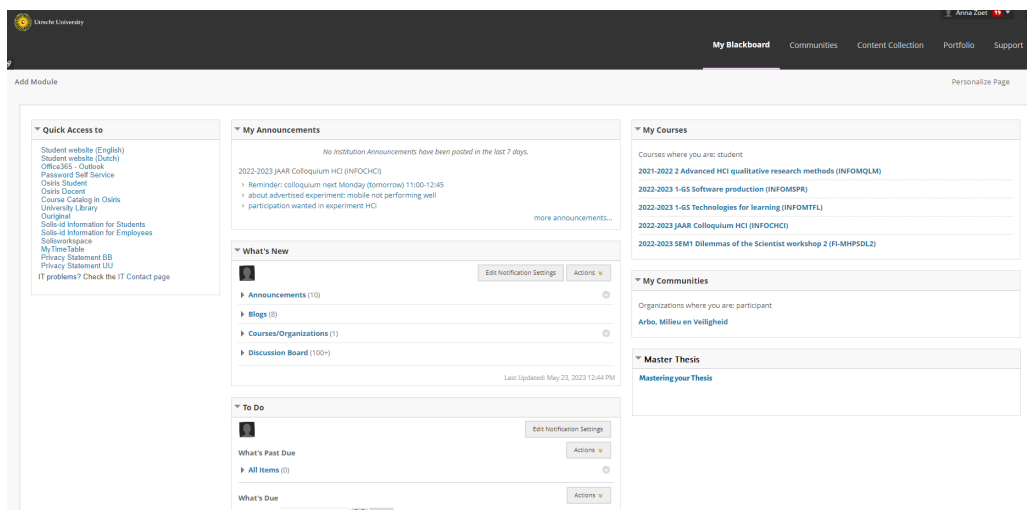 Utrecht University
Anna Zoet 19
My Blackboard Communities Content Collection Portfolio Support
Add Module
Personalize Page
Quick Access to
Student website (English)
Student website (Dutch)
Office365 - Outlook
Password Self Service
Osiris Student
Osiris Docent
Course Catalog in Osiris
University Library
Ouriginal
Solis-id Information for Students
Solis-id Information for Employees
Solisworkspace
MyTimeTable
Privacy Statement BB
Privacy Statement UU
IT problems? Check the IT Contact page
My Announcements
No Institution Announcements have been posted in the last 7 days.
2022-2023 JAAR Colloquium HCI (INFOCHCI)
Reminder: colloquium next Monday (tomorrow) 11:00-12:45
about advertised experiment: mobile not performing well
participation wanted in experiment HCI
more announcements...
What's New
Edit Notification Settings Actions
Announcements (10)
Blogs (8)
Courses/Organizations (1)
Discussion Board (100+)
Last Updated: May 23, 2023 12:44 PM
To Do
Edit Notification Settings
What's Past Due
Actions
All Items (0)
What's Due
Actions
My Courses
Courses where you are: student
2021-2022 2 Advanced HCI qualitative research methods (INFOMQLM)
2022-2023 1-GS Software production (INFOMSPR)
2022-2023 1-GS Technologies for learning (INFOMTFL)
2022-2023 JAAR Colloquium HCI (INFOCHCI)
2022-2023 SEM1 Dilemmas of the Scientist workshop 2 (FI-MHPSDL2)
My Communities
Organizations where you are: participant
Arbo, Milieu en Veiligheid
Master Thesis
Mastering your Thesis